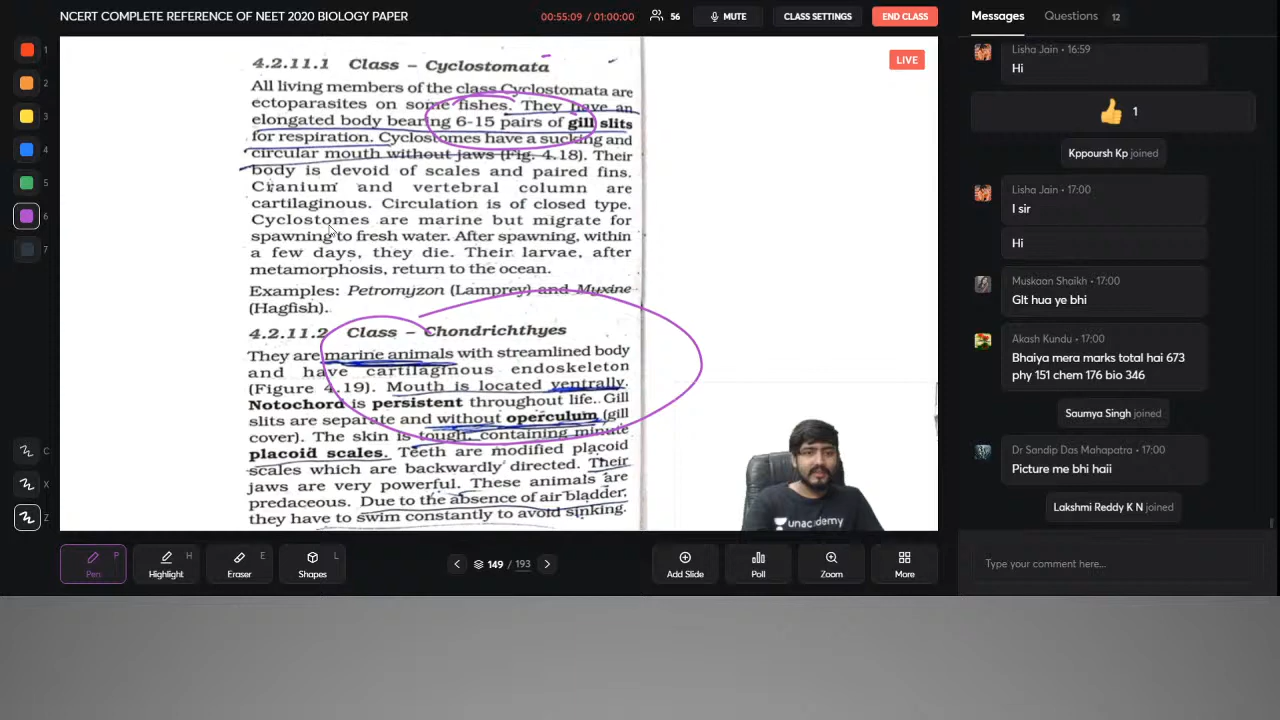 NCERT COMPLETE REFERENCE OF NEET 2020 BIOLOGY PAPER
00:55:09 / 01:00:00
56
MUTE
CLASS SETTINGS
END CLASS
1
2
3
4
5
6
7
C
X
Z
LIVE
4.2.11.1 Class – Cyclostomata
All living members of the class Cyclostomata are
ectoparasites on some fishes. They have an
elongated body bearing 6-15 pairs of gill slits
for respiration. Cyclostomes have a sucking and
circular mouth without jaws (Fig. 4.18). Their
body is devoid of scales and paired fins.
Cranium and vertebral column are
cartilaginous. Circulation is of closed type.
Cyclostomes are marine but migrate for
spawning to fresh water. After spawning, within
a few days, they die. Their larvae, after
metamorphosis, return to the ocean.
Examples: Petromyzon (Lamprey) and Myxine
(Hagfish).
4.2.11.2 Class – Chondrichthyes
They are marine animals with streamlined body
and have cartilaginous endoskeleton
(Figure 4.19). Mouth is located ventrally.
Notochord is persistent throughout life. Gill
slits are separate and without operculum (gill
cover). The skin is tough, containing minute
placoid scales. Teeth are modified placoid
scales which are backwardly directed. Their
jaws are very powerful. These animals are
predaceous. Due to the absence of air bladder,
they have to swim constantly to avoid sinking.
unacademy
Pen P
Highlight H
Eraser E
Shapes L
149 / 193
Add Slide
Poll
Zoom
More
Messages
Questions 12
Lisha Jain • 16:59
Hi
1
Kppoursh Kp joined
Lisha Jain • 17:00
I sir
Hi
Muskaan Shaikh • 17:00
Glt hua ye bhi
Akash Kundu • 17:00
Bhaiya mera marks total hai 673
phy 151 chem 176 bio 346
Saumya Singh joined
Dr Sandip Das Mahapatra • 17:00
Picture me bhi haii
Lakshmi Reddy K N joined
Type your comment here...